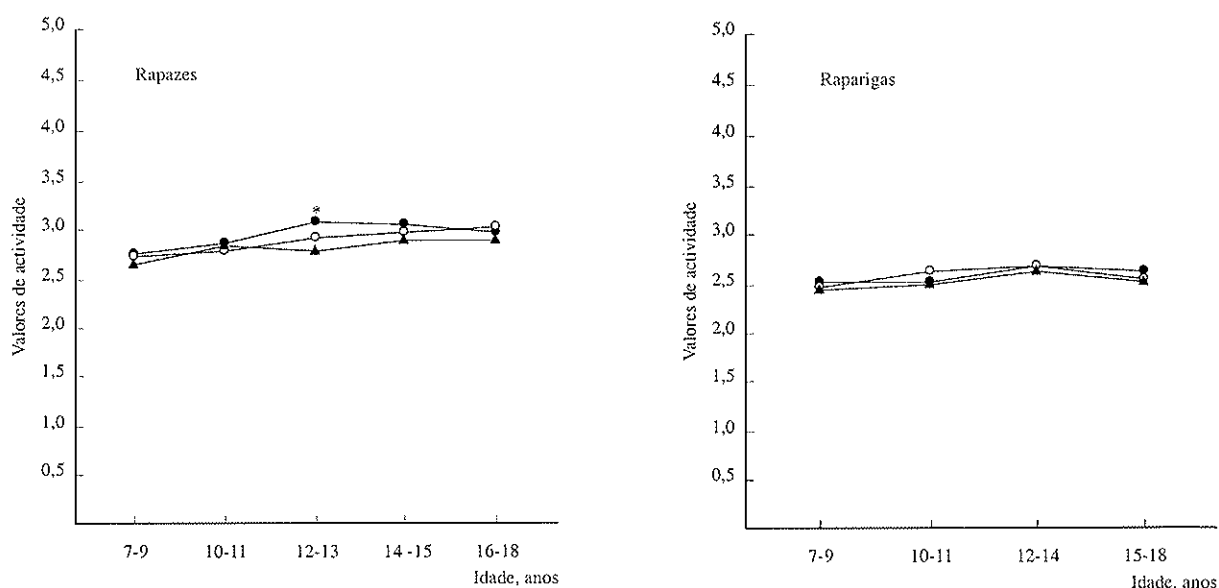 5,0
4,5
4,0
3,5
3,0
2,5
2,0
1,5
1,0
0,5
Valores de actividade
Rapazes
*
7-9 10-11 12-13 14-15 16-18
Idade, anos
5,0
4,5
4,0
3,5
3,0
2,5
2,0
1,5
1,0
0,5
Valores de actividade
Raparigas
7-9 10-11 12-14 15-18
Idade, anos